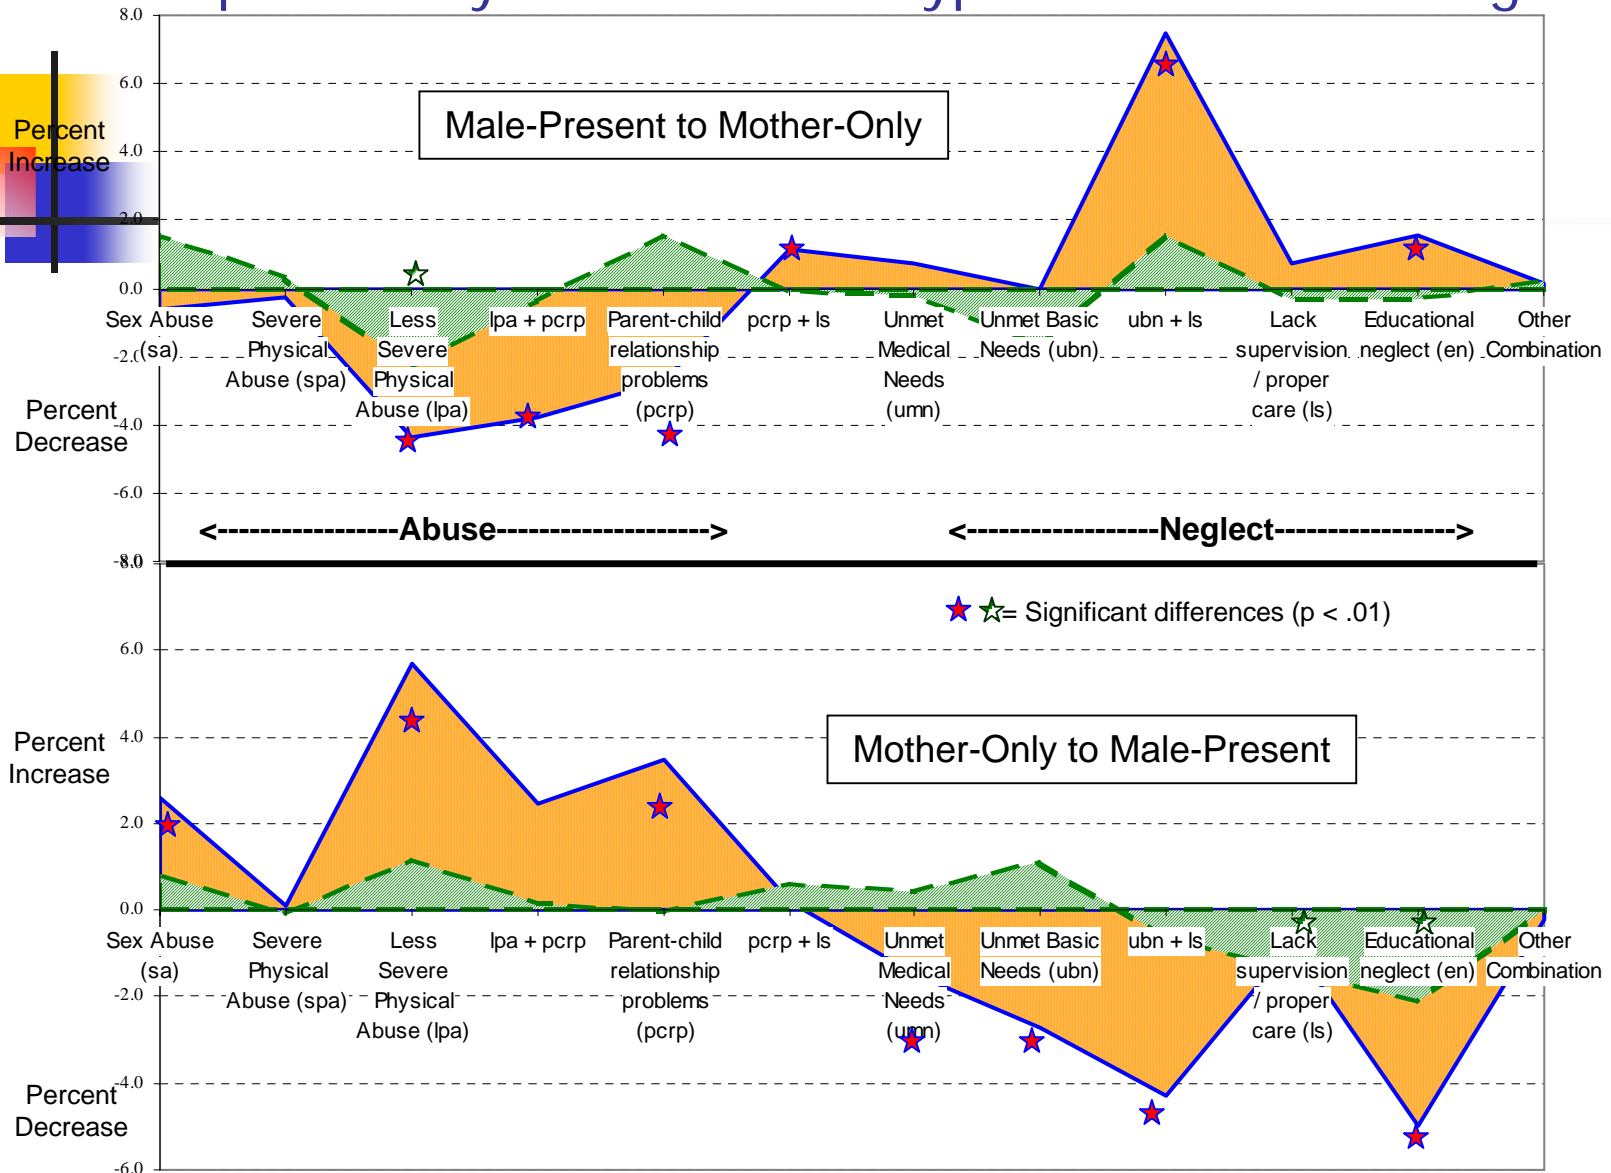 8.0
6.0
4.0
2.0
0.0
-2.0
-4.0
-6.0
-8.0
Percent
Increase
Male-Present to Mother-Only
Sex Abuse
(sa)
Severe
Physical
Abuse (spa)
Less
Severe
Physical
Abuse (lpa)
lpa + pcrp
Parent-child
relationship
problems
(pcrp)
pcrp + ls
Unmet
Medical
Needs
(umn)
Unmet Basic
Needs (ubn)
ubn + ls
Lack
supervision
/ proper
care (ls)
Educational
neglect (en)
Other
Combination
Percent
Decrease
<-----------------Abuse-------------------->
<------------------Neglect----------------->
8.0
6.0
4.0
2.0
0.0
-2.0
-4.0
-6.0
= Significant differences (p < .01)
Percent
Increase
Mother-Only to Male-Present
Sex Abuse
(sa)
Severe
Physical
Abuse (spa)
Less
Severe
Physical
Abuse (lpa)
lpa + pcrp
Parent-child
relationship
problems
(pcrp)
pcrp + ls
Unmet
Medical
Needs
(umn)
Unmet Basic
Needs (ubn)
ubn + ls
Lack
supervision
/ proper
care (ls)
Educational
neglect (en)
Other
Combination
Percent
Decrease